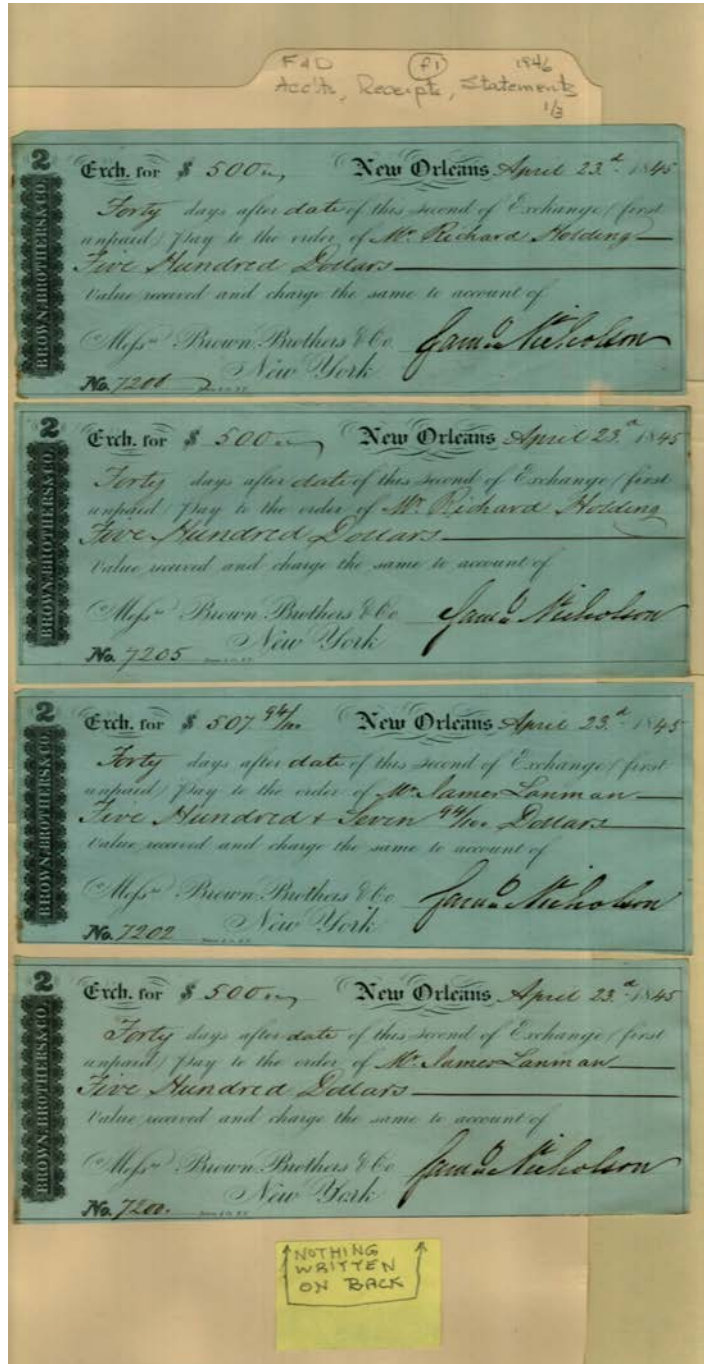 F & D (f1) 1846
Acc'ts, Receipts, Statements
1/3
2
BROWN BROTHERS & CO.
Exch. for $ 500 New Orleans April 23.d 1845
Forty days after date of this second of Exchange (first
unpaid) Pay to the order of Mr. Richard Holding
Five Hundred Dollars
Value received and charge the same to account of
Messrs Brown Brothers & Co
New York
No. 7208
2
BROWN BROTHERS & CO.
Exch. for $ 500 New Orleans April 23.d 1845
Forty days after date of this second of Exchange (first
unpaid) Pay to the order of Mr. Richard Holding
Five Hundred Dollars
Value received and charge the same to account of
Messrs Brown Brothers & Co Nicholson
New York
No. 7205
2
BROWN BROTHERS & CO.
Exch. for $ 507.94/100 New Orleans April 23.d 1845
Forty days after date of this second of Exchange (first
unpaid) Pay to the order of Mr. James Lanman
Five Hundred + Seven 94/100 Dollars
Value received and charge the same to account of
Messrs Brown Brothers & Co Nicholson
New York
No. 7202
2
BROWN BROTHERS & CO.
Exch. for $ 500 New Orleans April 23.d 1845
Forty days after date of this second of Exchange (first
unpaid) Pay to the order of Mr. James Lanman
Five Hundred Dollars
Value received and charge the same to account of
Messrs Brown Brothers & Co Nicholson
New York
No. 7200.
NOTHING
WRITTEN
ON BACK